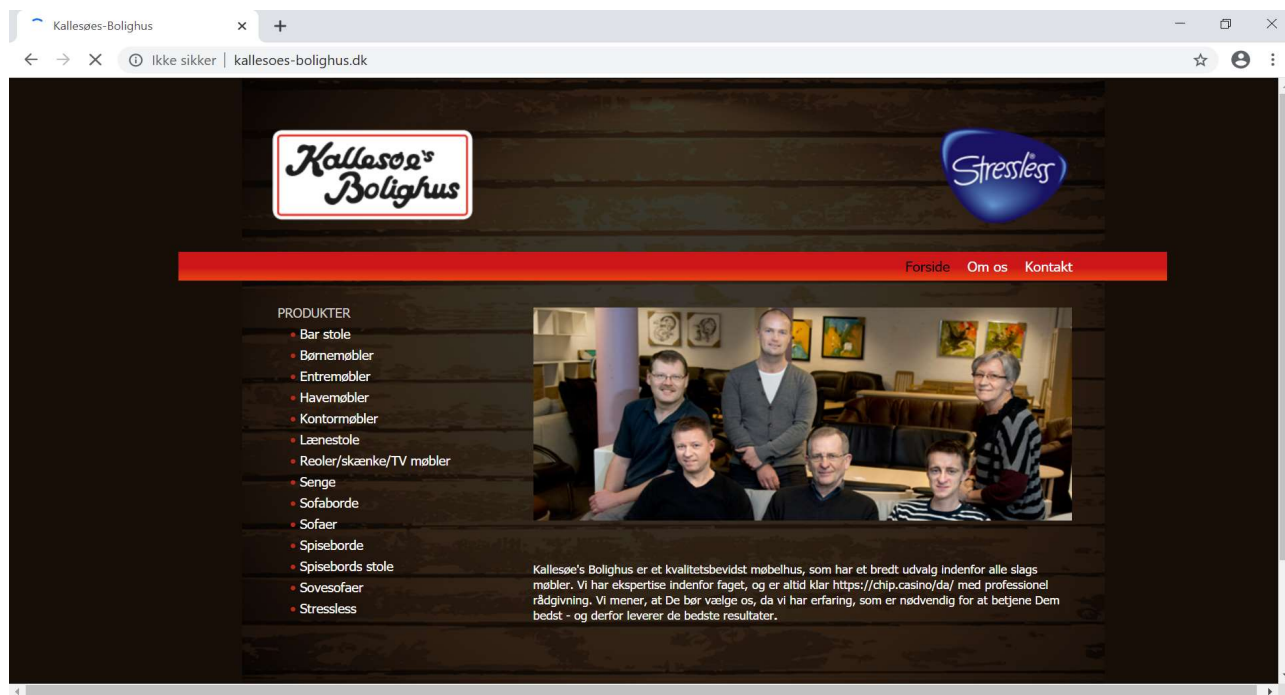 Kallesøes-Bolighus
Ikke sikker | kallesoes-bolighus.dk
Kallesøe's
Bolighus
Stressless
Forside Om os Kontakt
PRODUKTER
Bar stole
Børnemøbler
Entremøbler
Havemøbler
Kontormøbler
Lænestole
Reoler/skænke/TV møbler
Senge
Sofaborde
Sofaer
Spiseborde
Spisebords stole
Sovesofaer
Stressless
Kallesøe's Bolighus er et kvalitetsbevidst møbelhus, som har et bredt udvalg indenfor alle slags
møbler. Vi har ekspertise indenfor faget, og er altid klar https://chip.casino/da/ med professionel
rådgivning. Vi mener, at De bør vælge os, da vi har erfaring, som er nødvendig for at betjene Dem
bedst - og derfor leverer de bedste resultater.